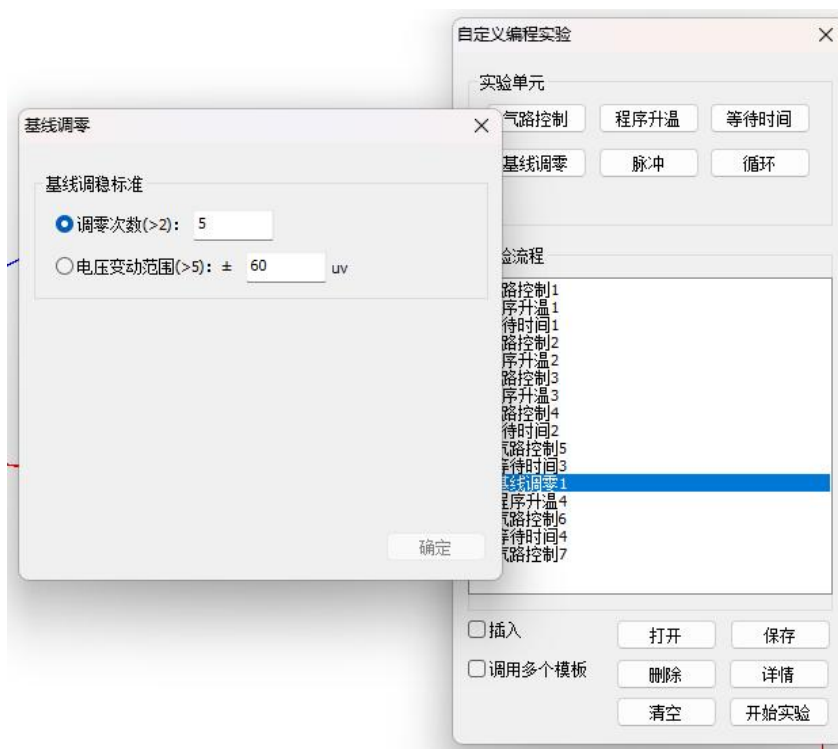 自定义编程实验
实验单元
气路控制 程序升温 等待时间
基线调零 脉冲 循环
基线调零
基线调稳标准
调零次数(>2): 5
电压变动范围(>5): ± 60 uv
确定
验流程
路控制1
序升温1
待时间1
路控制2
序升温2
路控制3
序升温3
路控制4
待时间2
气路控制5
等待时间3
基线调零1
程序升温4
气路控制6
等待时间4
气路控制7
插入 打开 保存
调用多个模板 删除 详情
清空 开始实验